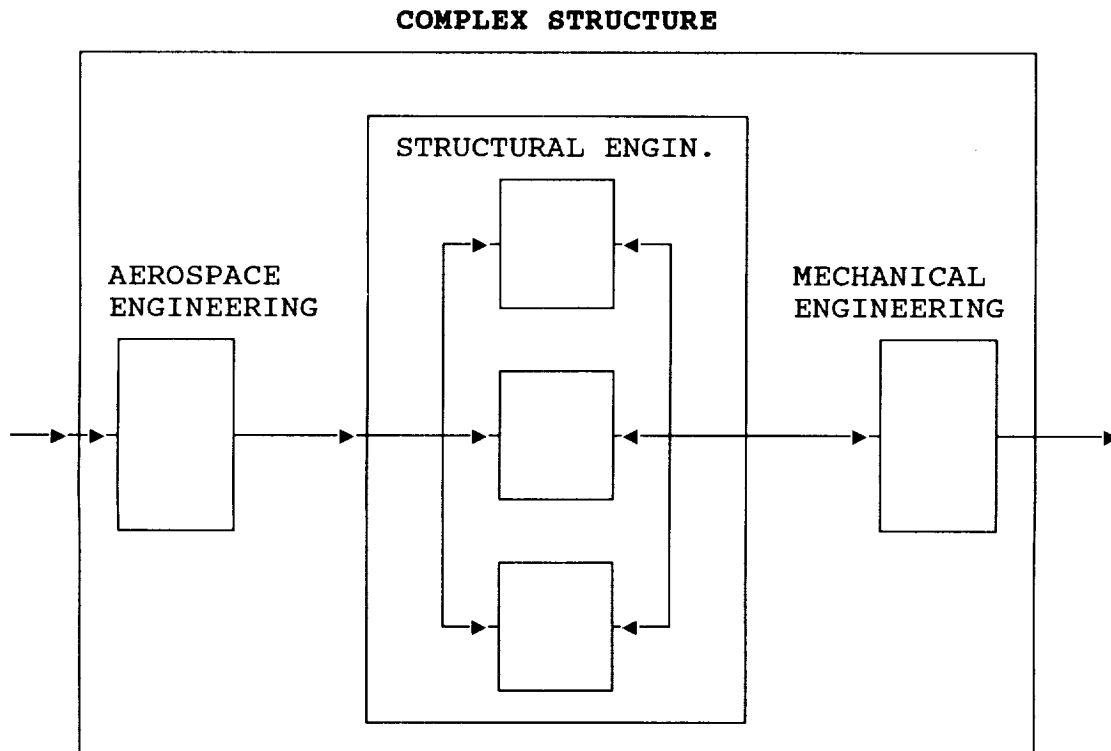 COMPLEX STRUCTURE
STRUCTURAL ENGIN.
AEROSPACE
ENGINEERING
MECHANICAL
ENGINEERING